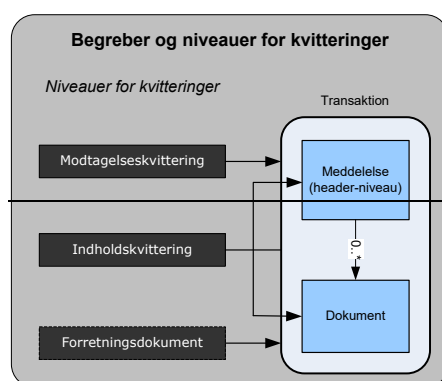 Begreber og niveauer for kvitteringer
Niveauer for kvitteringer
Transaktion
Modtagelseskvittering
Meddelelse
(header-niveau)
Indholdskvittering
0..*
Dokument
Forretningsdokument